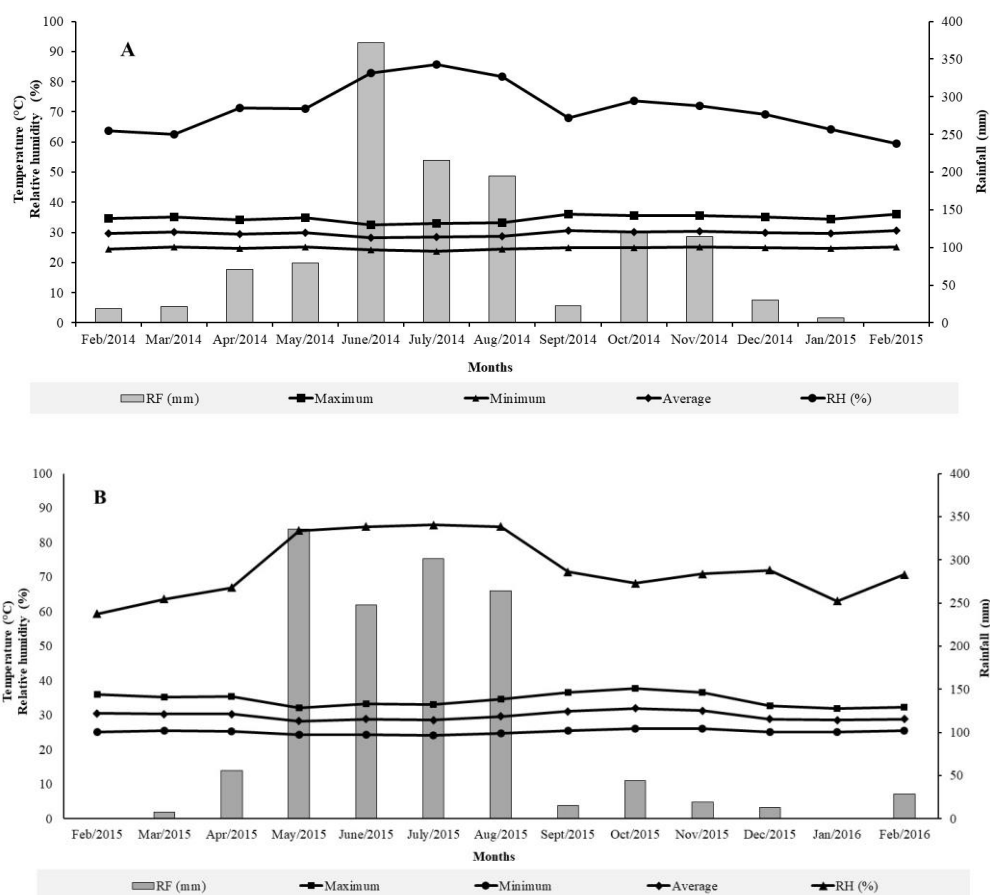 A
Temperature (°C)
Relative humidity (%)
100
90
80
70
60
50
40
30
20
10
0
400
350
300
250
200
150
100
50
0
Rainfall (mm)
Feb/2014 Mar/2014 Apr/2014 May/2014 June/2014 July/2014 Aug/2014 Sept/2014 Oct/2014 Nov/2014 Dec/2014 Jan/2015 Feb/2015
Months
RF (mm) Maximum Minimum Average RH (%)
B
Temperature (°C)
Relative humidity (%)
100
90
80
70
60
50
40
30
20
10
0
400
350
300
250
200
150
100
50
0
Rainfall (mm)
Feb/2015 Mar/2015 Apr/2015 May/2015 June/2015 July/2015 Aug/2015 Sept/2015 Oct/2015 Nov/2015 Dec/2015 Jan/2016 Feb/2016
Months
RF (mm) Maximum Minimum Average RH (%)